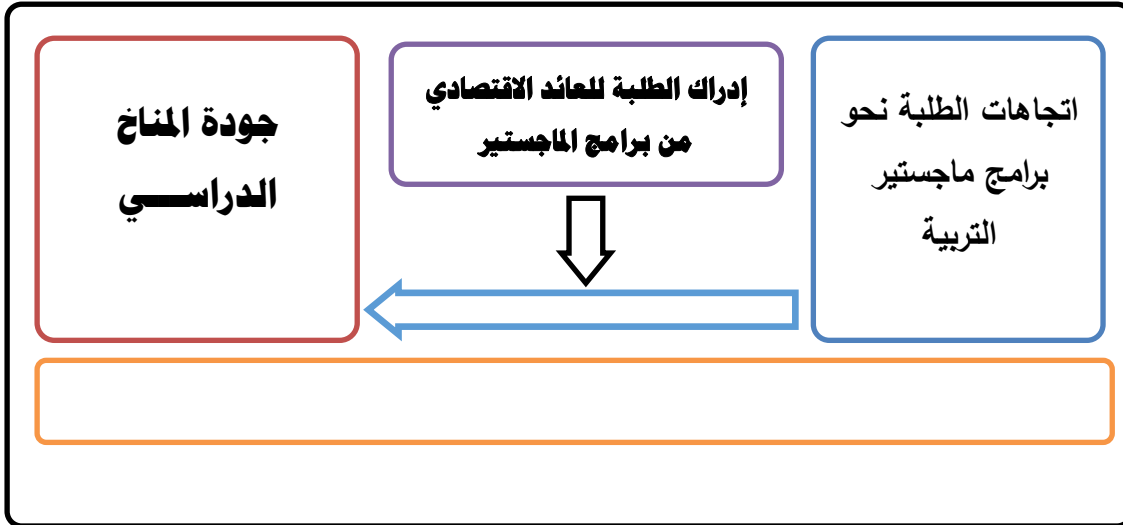 اتجاهات الطلبة نحو
برامج ماجستير
التربية
إدراك الطلبة للعائد الاقتصادي
من برامج الماجستير
جودة المناخ
الدراســـي